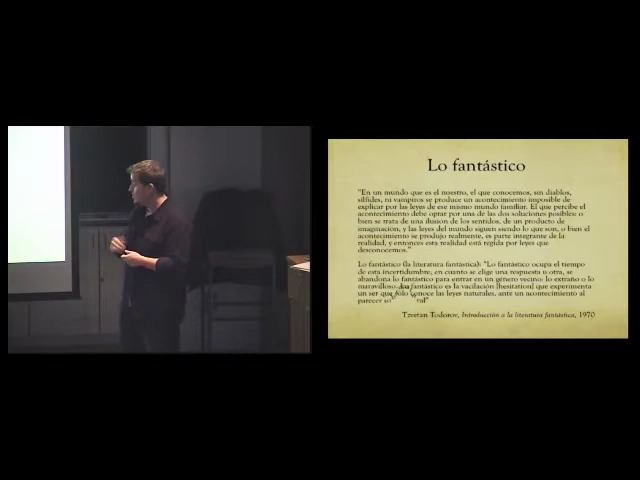 Lo fantástico
"En un mundo que es el nuestro, el que conocemos, sin diablos,
sílfides, ni vampiros se produce un acontecimiento imposible de
explicar por las leyes de ese mismo mundo familiar. El que percibe el
acontecimiento debe optar por una de las dos soluciones posibles: o
bien se trata de una ilusión de los sentidos, de un producto de
imaginación, y las leyes del mundo siguen siendo lo que son, o bien el
acontecimiento se produjo realmente, es parte integrante de la
realidad, y entonces esta realidad está regida por leyes que
desconocemos."
Lo fantástico (la literatura fantástica): "Lo fantástico ocupa el tiempo
de esta incertidumbre; en cuanto se elige una respuesta u otra, se
abandona lo fantástico para entrar en un género vecino: lo extraño o lo
maravilloso. fantástico es la vacilación [hesitation] que experimenta
un ser que sólo conoce las leyes naturales, ante un acontecimiento al
parecer
Tzvetan Todorov, Introducción a la literatura fantástica, 1970